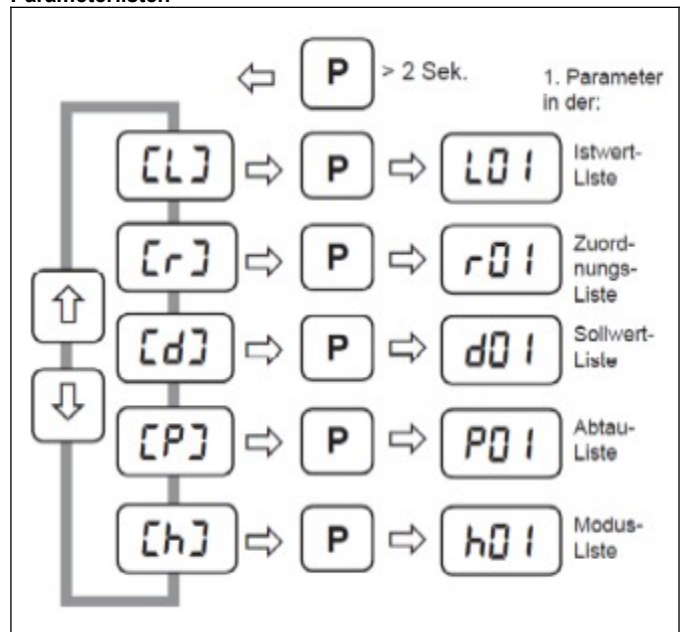 P > 2 Sek.
1. Parameter
in der:
[L] P L01 Istwert-
Liste
[r] P r01 Zuord-
nungs-
Liste
[d] P d01 Sollwert-
Liste
[P] P P01 Abtau-
Liste
[h] P h01 Modus-
Liste